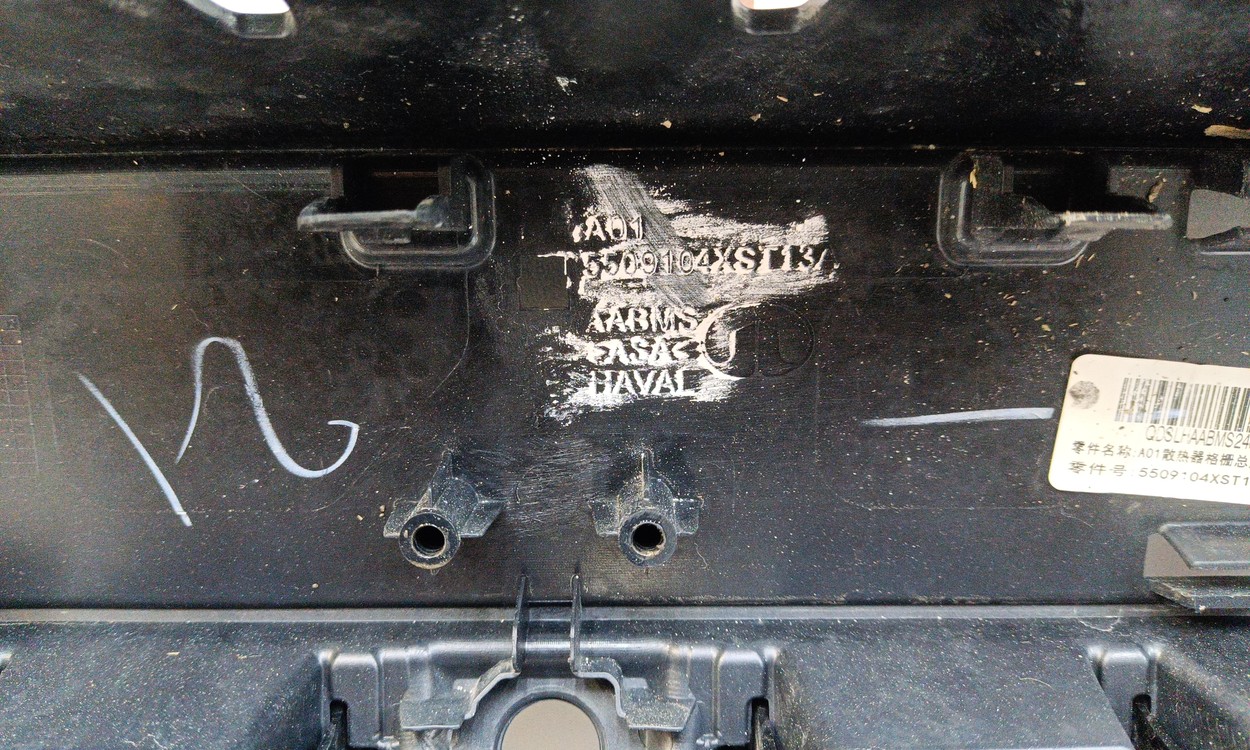 A01
5509104XST13A
AABMS
>ASA<
HAVAL
QDSLHAABMS24
零件名称:A01散热器格栅总
零件号 5509104XST1